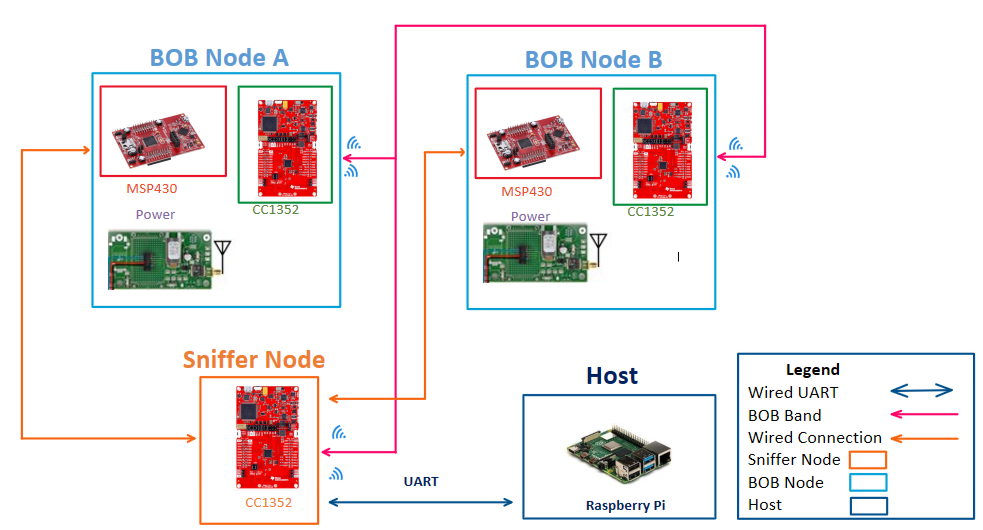 BOB Node A
BOB Node B
MSP430
CC1352
Power
MSP430
CC1352
Power
Sniffer Node
CC1352
Host
UART
Raspberry Pi
Legend
Wired UART
BOB Band
Wired Connection
Sniffer Node
BOB Node
Host